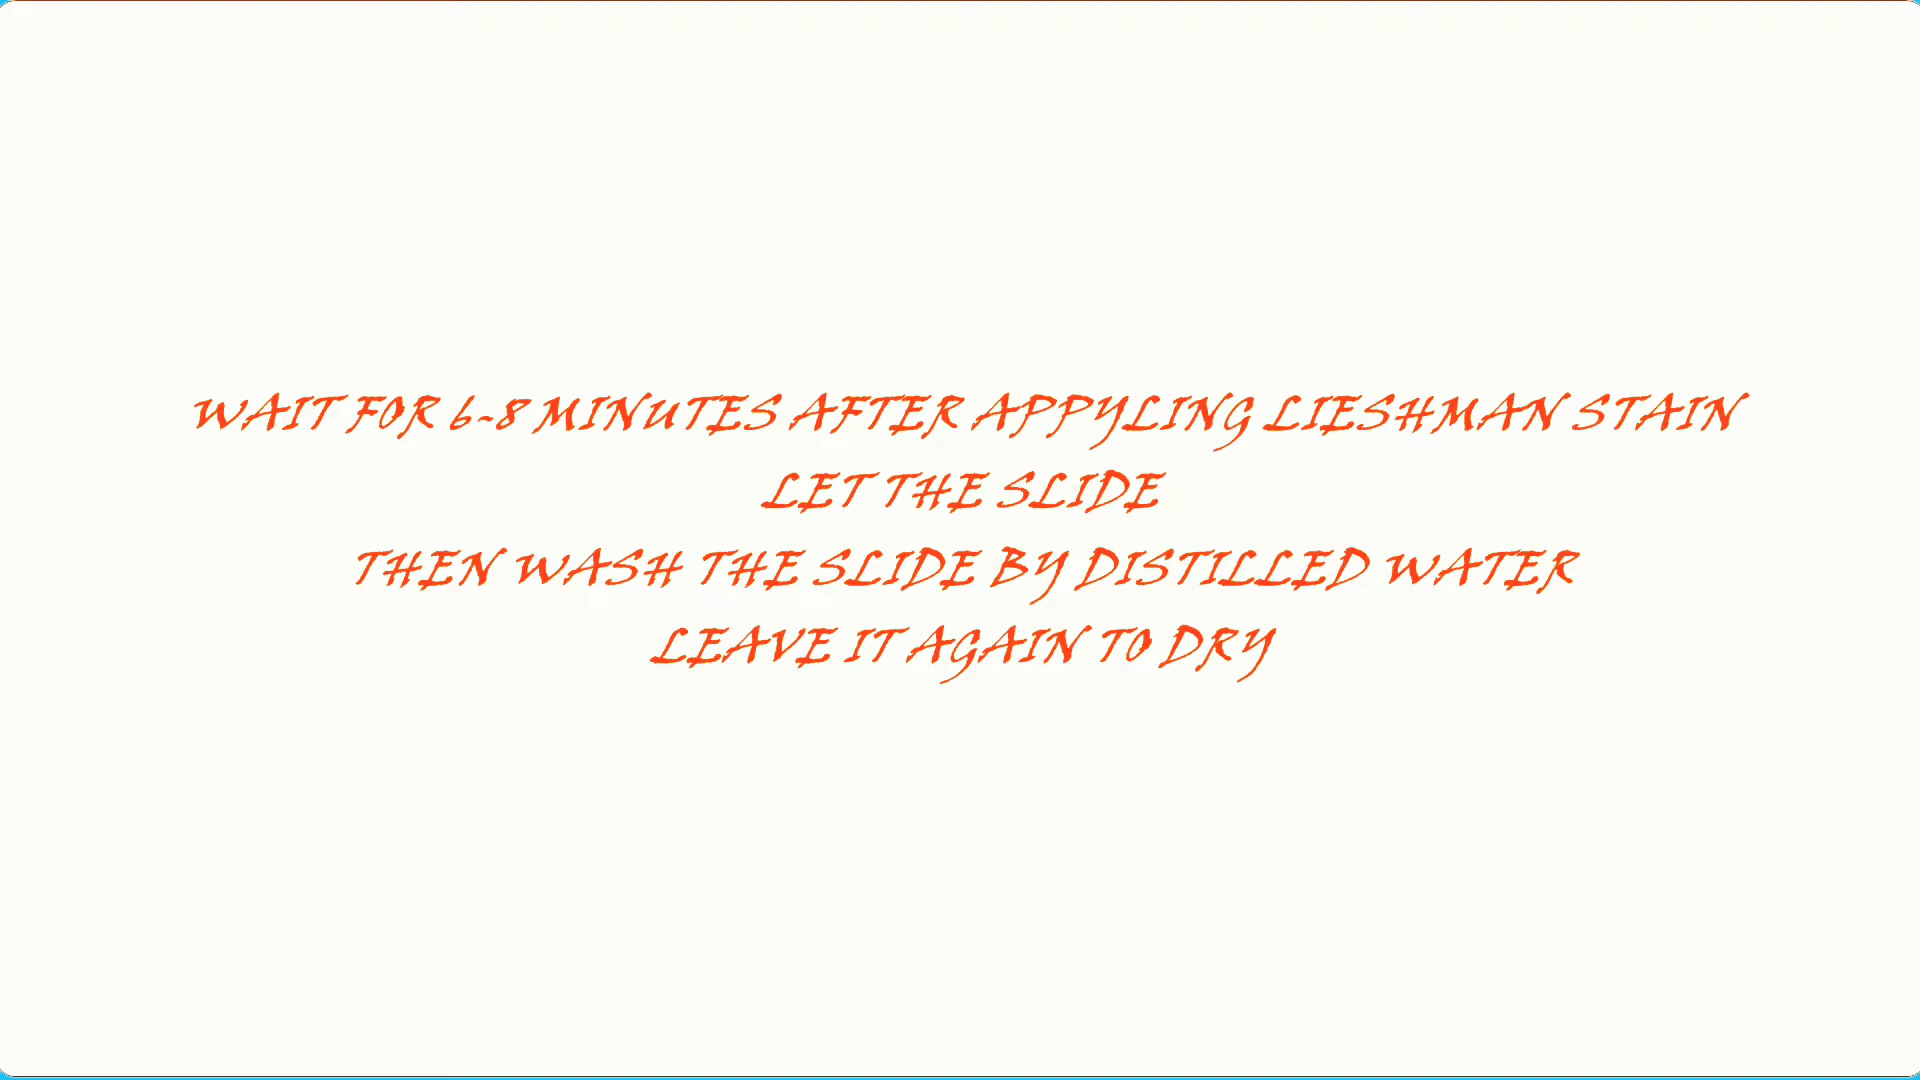 WAIT FOR 6-8 MINUTES AFTER APPYLING LIESHMAN STAIN
LET THE SLIDE
THEN WASH THE SLIDE BY DISTILLED WATER
LEAVE IT AGAIN TO DRY